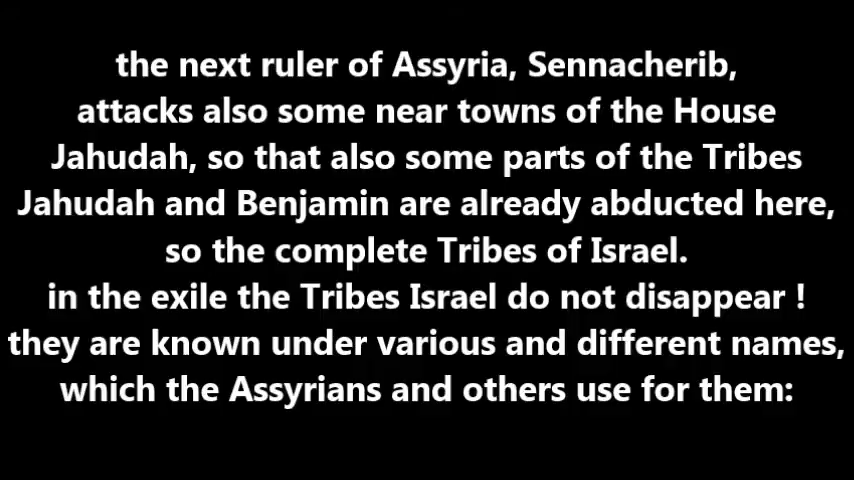 the next ruler of Assyria, Sennacherib,
attacks also some near towns of the House
Jahudah, so that also some parts of the Tribes
Jahudah and Benjamin are already abducted here,
so the complete Tribes of Israel.
in the exile the Tribes Israel do not disappear !
they are known under various and different names,
which the Assyrians and others use for them: